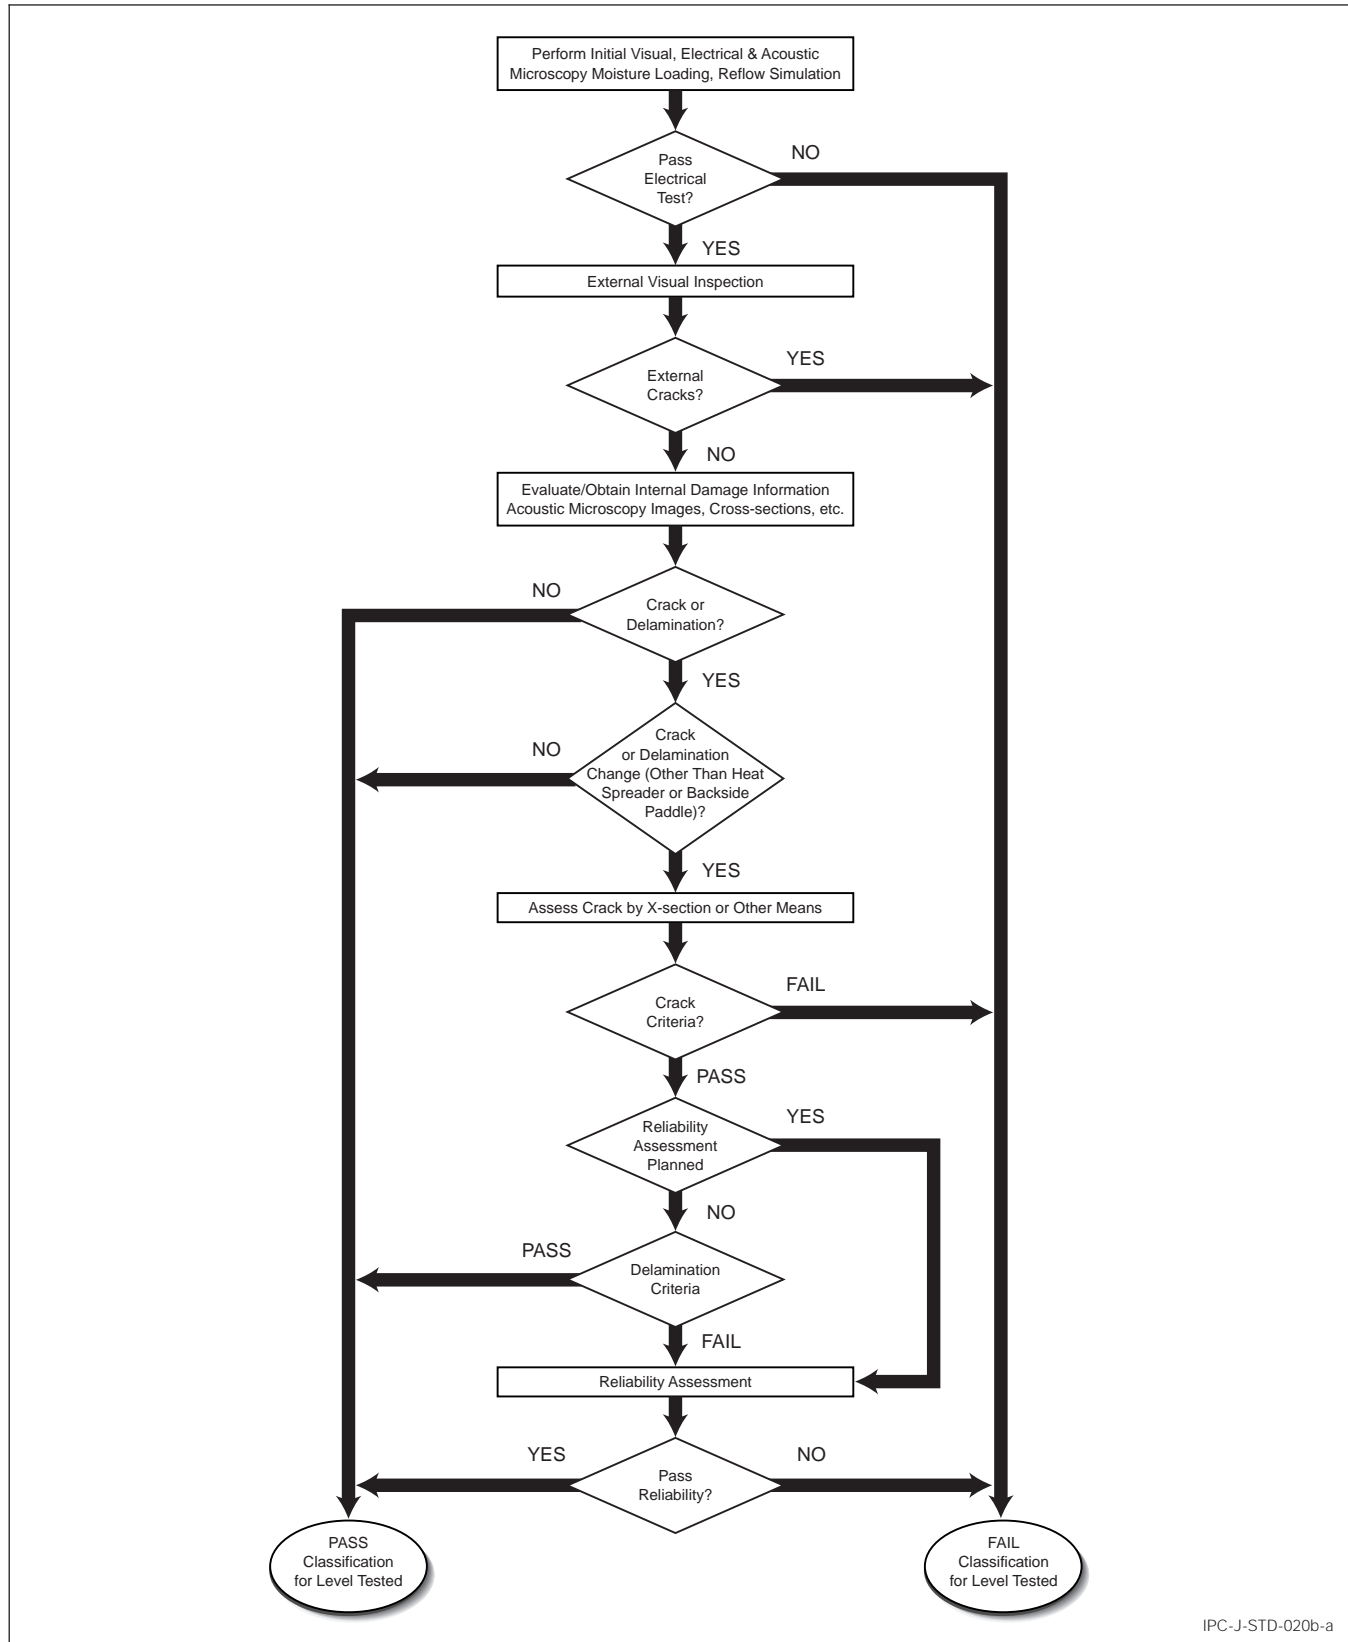 Perform Initial Visual, Electrical & Acoustic
Microscopy Moisture Loading, Reflow Simulation
Pass
Electrical
Test?
NO
YES
External Visual Inspection
External
Cracks?
YES
NO
Evaluate/Obtain Internal Damage Information
Acoustic Microscopy Images, Cross-sections, etc.
NO
Crack or
Delamination?
YES
NO
Crack
or Delamination
Change (Other Than Heat
Spreader or Backside
Paddle)?
YES
Assess Crack by X-section or Other Means
Crack
Criteria?
FAIL
PASS
Reliability
Assessment
Planned
YES
NO
PASS
Delamination
Criteria
FAIL
Reliability Assessment
YES
Pass
Reliability?
NO
PASS
Classification
for Level Tested
FAIL
Classification
for Level Tested
IPC-J-STD-020b-a